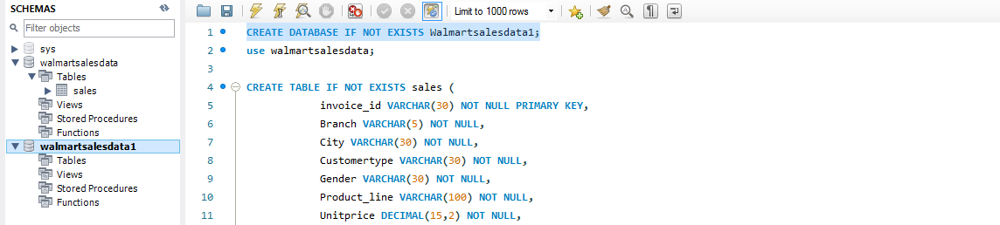 SCHEMAS
Filter objects
sys
walmartsalesdata
Tables
sales
Views
Stored Procedures
Functions
walmartsalesdata1
Tables
Views
Stored Procedures
Functions
Limit to 1000 rows
1 CREATE DATABASE IF NOT EXISTS Walmartsalesdata1;
2 use walmartsalesdata;
3
4 CREATE TABLE IF NOT EXISTS sales (
5 invoice_id VARCHAR(30) NOT NULL PRIMARY KEY,
6 Branch VARCHAR(5) NOT NULL,
7 City VARCHAR(30) NOT NULL,
8 Customertype VARCHAR(30) NOT NULL,
9 Gender VARCHAR(30) NOT NULL,
10 Product_line VARCHAR(100) NOT NULL,
11 Unitprice DECIMAL(15,2) NOT NULL,